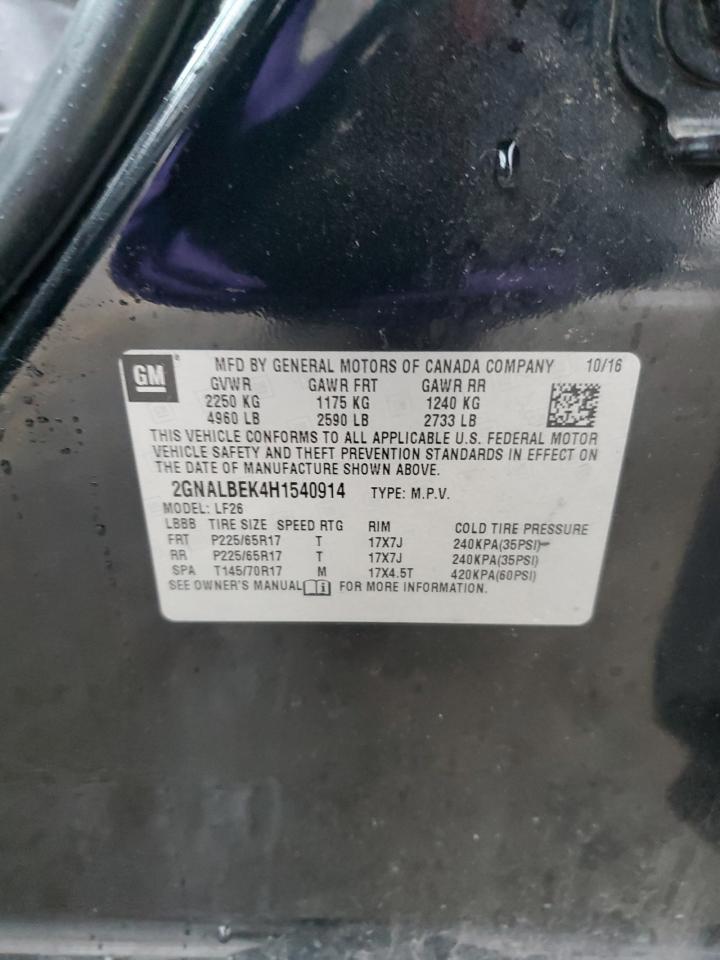 GM ® MFD BY GENERAL MOTORS OF CANADA COMPANY 10/16
GVWR GAWR FRT GAWR RR
2250 KG 1175 KG 1240 KG
4960 LB 2590 LB 2733 LB
THIS VEHICLE CONFORMS TO ALL APPLICABLE U.S. FEDERAL MOTOR
VEHICLE SAFETY AND THEFT PREVENTION STANDARDS IN EFFECT ON
THE DATE OF MANUFACTURE SHOWN ABOVE.
2GNALBEK4H1540914 TYPE: M.P.V.
MODEL: LF26
LBBB TIRE SIZE SPEED RTG RIM COLD TIRE PRESSURE
FRT P225/65R17 T 17X7J 240KPA(35PSI)
RR P225/65R17 T 17X7J 240KPA(35PSI)
SPA T145/70R17 M 17X4.5T 420KPA(60PSI)
SEE OWNER'S MANUAL i FOR MORE INFORMATION.